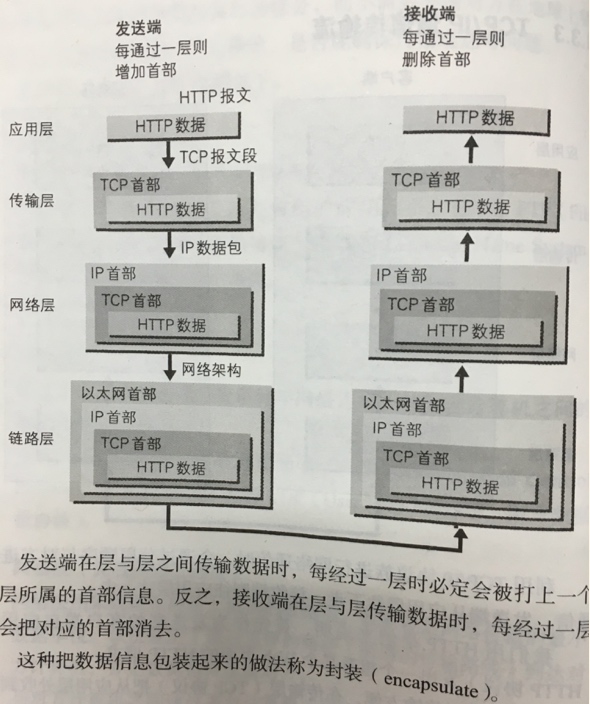 发送端
每通过一层则
增加首部
接收端
每通过一层则
删除首部
HTTP 报文
应用层
HTTP 数据
HTTP 数据
TCP 报文段
传输层
TCP 首部
HTTP 数据
TCP 首部
HTTP 数据
IP 数据包
网络层
IP 首部
TCP 首部
HTTP 数据
IP 首部
TCP 首部
HTTP 数据
网络架构
链路层
以太网首部
IP 首部
TCP 首部
HTTP 数据
以太网首部
IP 首部
TCP 首部
HTTP 数据
发送端在层与层之间传输数据时，每经过一层时必定会被打上一个
层所属的首部信息。反之，接收端在层与层传输数据时，每经过一层
会把对应的首部消去。
这种把数据信息包装起来的做法称为封装（encapsulate）。